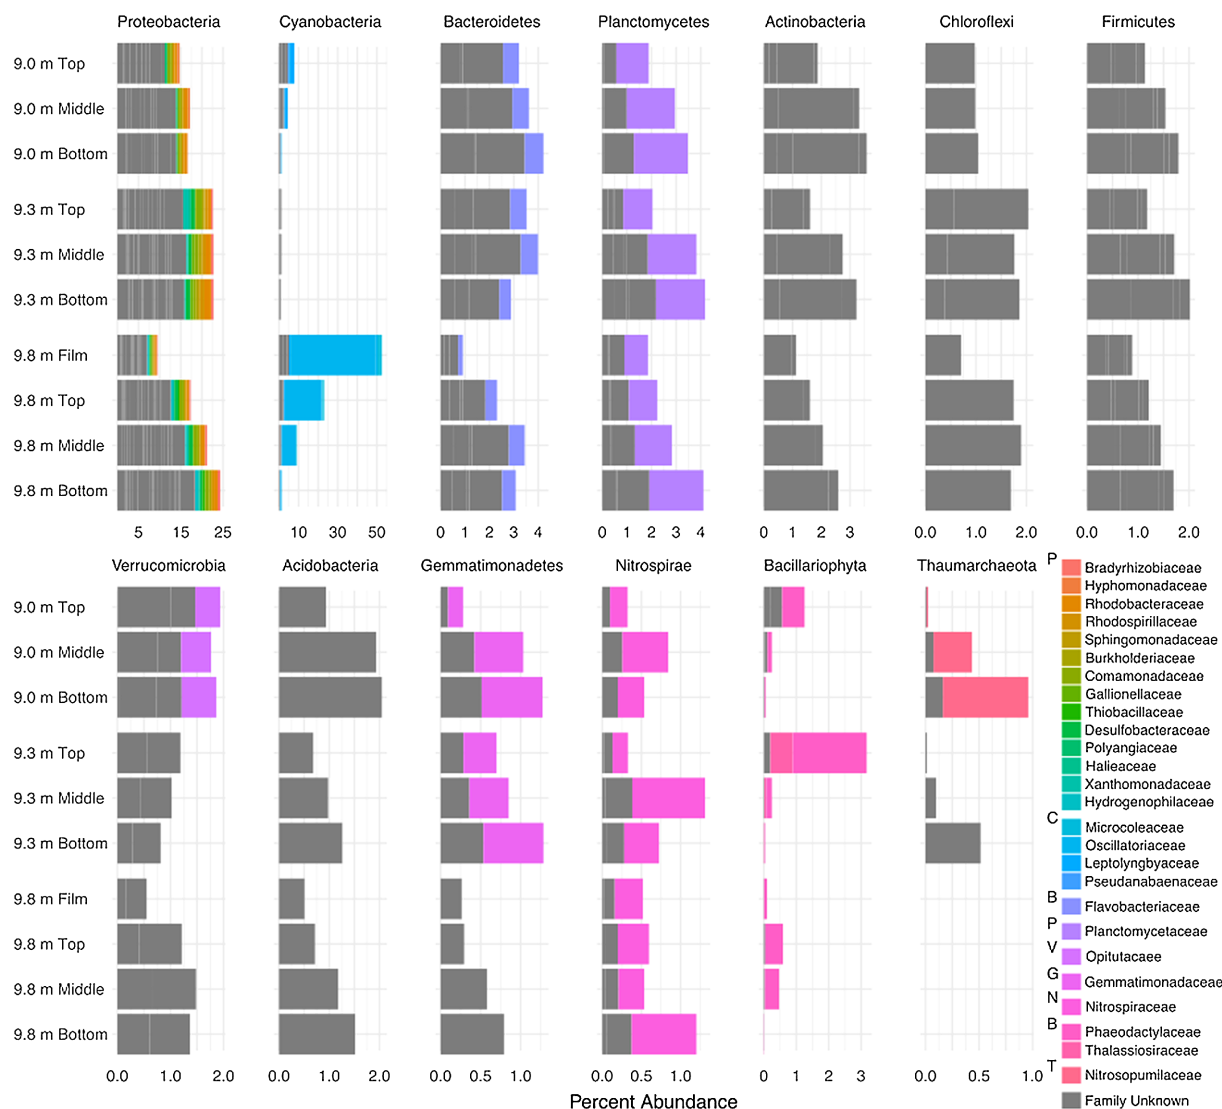 Proteobacteria Cyanobacteria Bacteroidetes Planctomycetes Actinobacteria Chloroflexi Firmicutes
9.0 m Top
9.0 m Middle
9.0 m Bottom
9.3 m Top
9.3 m Middle
9.3 m Bottom
9.8 m Film
9.8 m Top
9.8 m Middle
9.8 m Bottom
5 15 25 10 30 50 0 1 2 3 4 0 1 2 3 4 0 1 2 3 0.0 1.0 2.0 0.0 1.0 2.0
Verrucomicrobia Acidobacteria Gemmatimonadetes Nitrospirae Bacillariophyta Thaumarchaeota
9.0 m Top
9.0 m Middle
9.0 m Bottom
9.3 m Top
9.3 m Middle
9.3 m Bottom
9.8 m Film
9.8 m Top
9.8 m Middle
9.8 m Bottom
0.0 1.0 2.0 0.0 1.0 2.0 0.0 0.5 1.0 0.0 0.5 1.0 0 1 2 3 0.0 0.5 1.0
Percent Abundance
P
Bradyrhizobiaceae
Hyphomonadaceae
Rhodobacteraceae
Rhodospirillaceae
Sphingomonadaceae
Burkholderiaceae
Comamonadaceae
Gallionellaceae
Thiobacillaceae
Desulfobacteraceae
Polyangiaceae
Halieaceae
Xanthomonadaceae
Hydrogenophilaceae
C
Microcoleaceae
Oscillatoriaceae
Leptolyngbyaceae
Pseudanabaenaceae
B
Flavobacteriaceae
P
Planctomycetaceae
V
Opitutacaee
G
Gemmatimonadaceae
N
Nitrospiraceae
B
Phaeodactylaceae
Thalassiosiraceae
T
Nitrosopumilaceae
Family Unknown